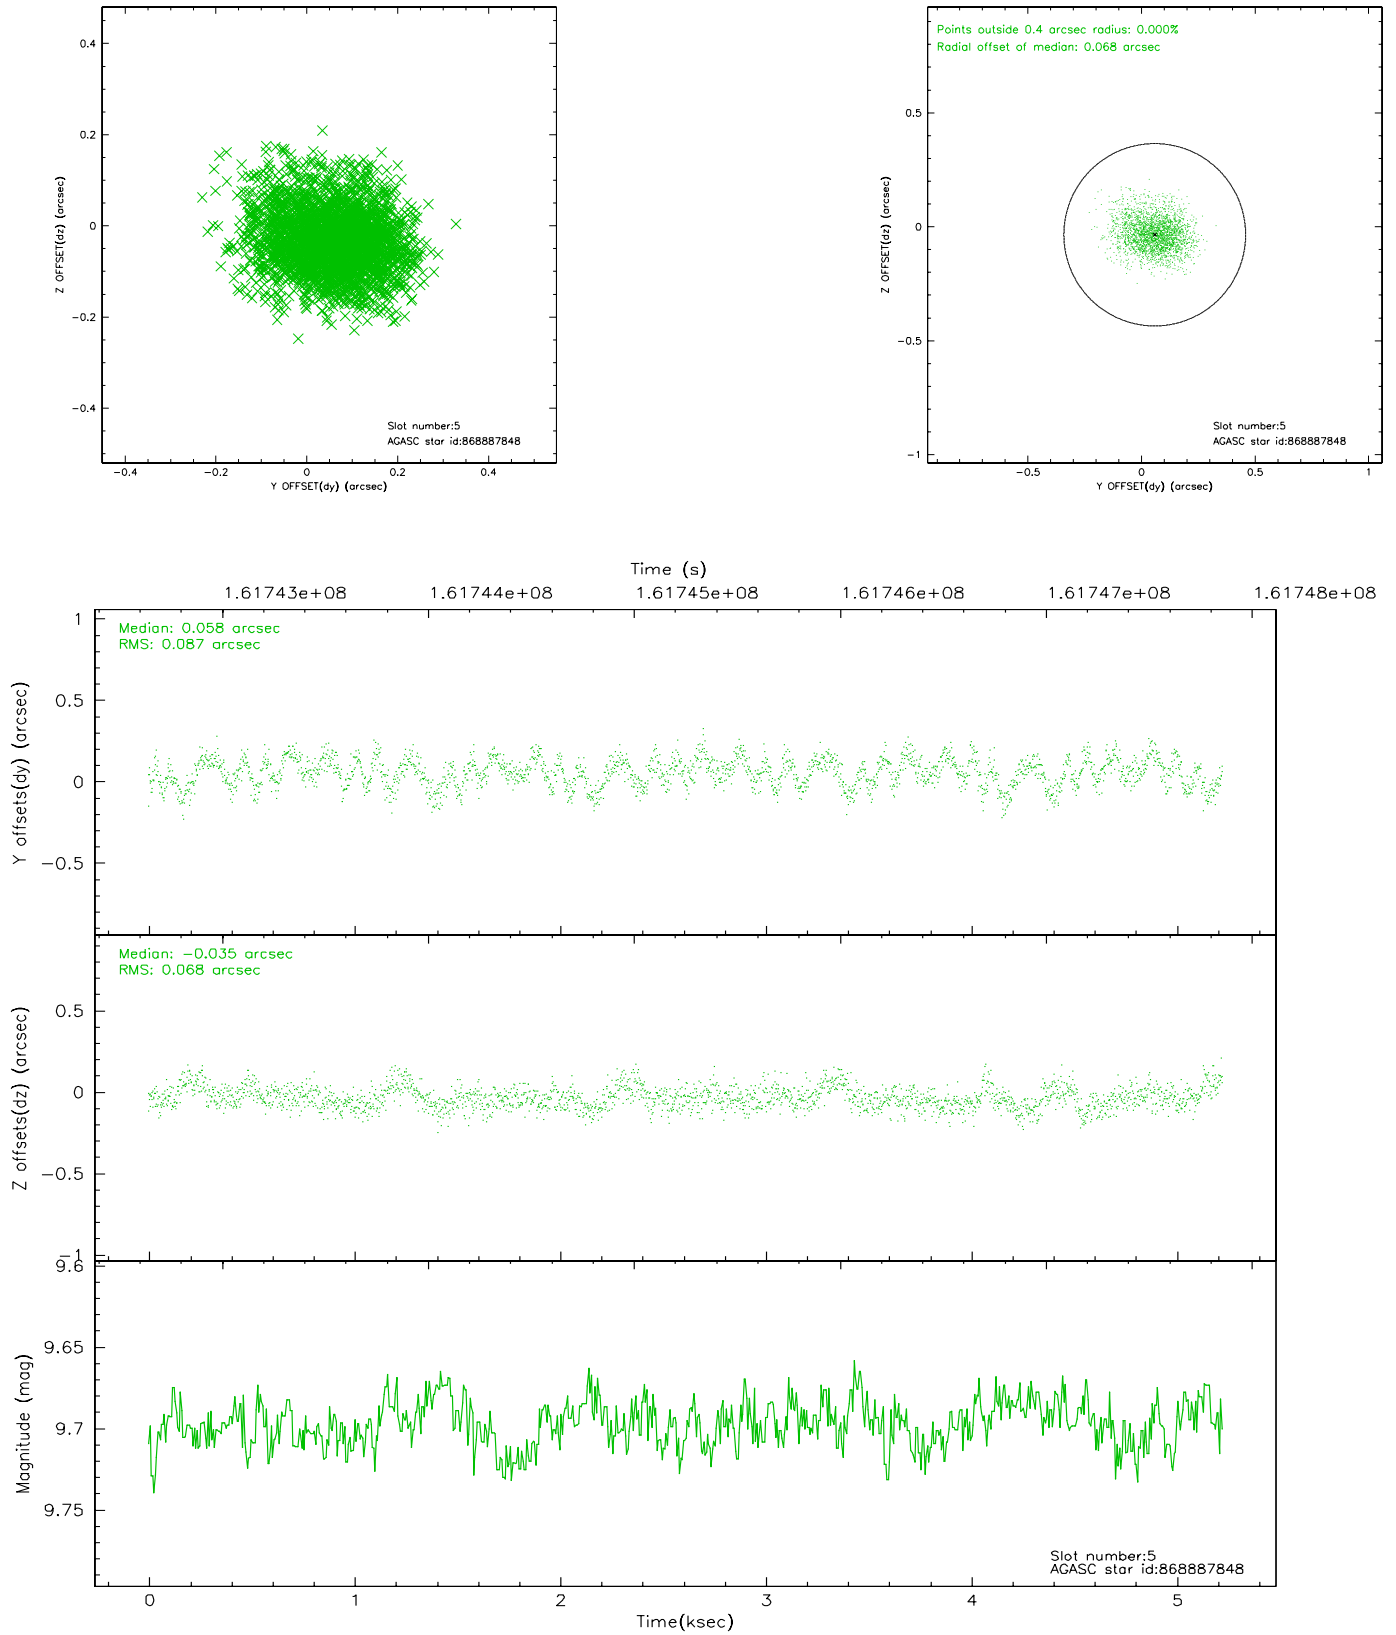 0.4
0.2
0
−0.2
−0.4
Z OFFSET(dz) (arcsec)
Slot number:5
AGASC star id:868887848
−0.4
−0.2
0
0.2
0.4
Y OFFSET(dy) (arcsec)
Points outside 0.4 arcsec radius: 0.000%
Radial offset of median: 0.068 arcsec
0.5
0
−0.5
−1
Z OFFSET(dz) (arcsec)
Slot number:5
AGASC star id:868887848
−0.5
0
0.5
1
Y OFFSET(dy) (arcsec)
Time (s)
1.61743e+08
1.61744e+08
1.61745e+08
1.61746e+08
1.61747e+08
1.61748e+08
Median: 0.058 arcsec
RMS: 0.087 arcsec
1
0.5
0
−0.5
Y offsets(dy) (arcsec)
Median: −0.035 arcsec
RMS: 0.068 arcsec
0.5
0
−0.5
−1
Z offsets(dz) (arcsec)
9.6
9.65
9.7
9.75
Magnitude (mag)
Slot number:5
AGASC star id:868887848
0
1
2
3
4
5
Time(ksec)